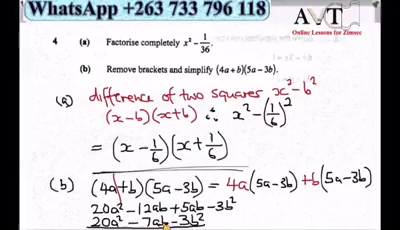 WhatsApp +263 733 796 118
AVT
Online Lessons for Zimsec
4 (a) Factorise completely x² − 1/36.
(b) Remove brackets and simplify (4a + b)(5a − 3b).
(a) difference of two squares x² − b²
(x − b)(x + b) ∴ x² − (1/6)²
= (x − 1/6)(x + 1/6)
(b) (4a + b)(5a − 3b) = 4a(5a − 3b) + b(5a − 3b)
20a² − 12ab + 5ab − 3b²
20a² − 7ab − 3b²